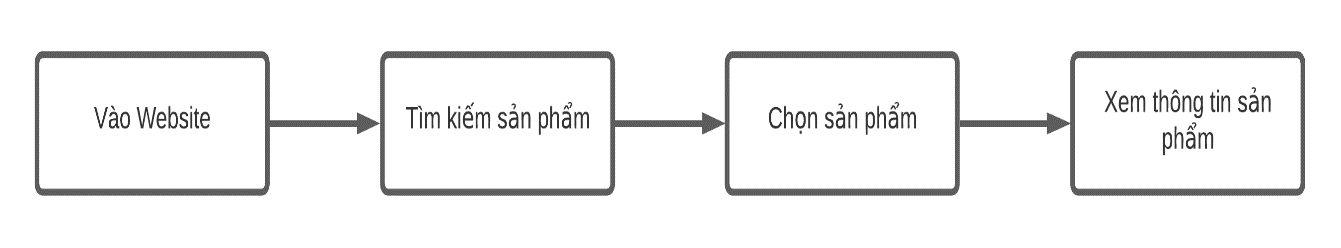 Vào Website
Tìm kiếm sản phẩm
Chọn sản phẩm
Xem thông tin sản
phẩm